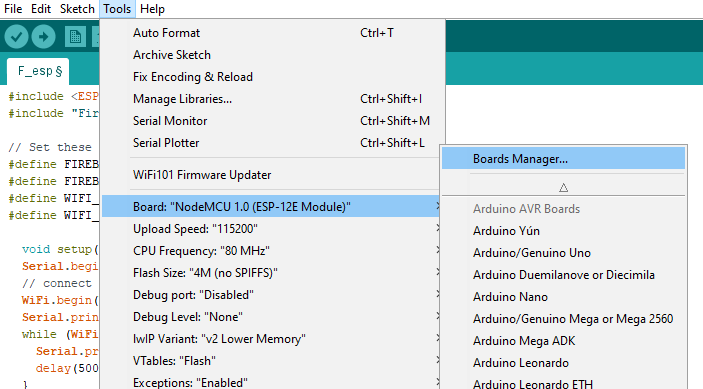 File Edit Sketch Tools Help
F_esp §
#include <ESP
#include "Fir
// Set these
#define FIREB
#define FIREB
#define WIFI_
#define WIFI_
void setup(
Serial.begi
// connect
WiFi.begin(
Serial.prin
while (WiFi
Serial.pr
delay(500
}
Auto Format Ctrl+T
Archive Sketch
Fix Encoding & Reload
Manage Libraries... Ctrl+Shift+I
Serial Monitor Ctrl+Shift+M
Serial Plotter Ctrl+Shift+L
WiFi101 Firmware Updater
Board: "NodeMCU 1.0 (ESP-12E Module)"
Upload Speed: "115200"
CPU Frequency: "80 MHz"
Flash Size: "4M (no SPIFFS)"
Debug port: "Disabled"
Debug Level: "None"
IwIP Variant: "v2 Lower Memory"
VTables: "Flash"
Exceptions: "Enabled"
Boards Manager...
Arduino AVR Boards
Arduino Yún
Arduino/Genuino Uno
Arduino Duemilanove or Diecimila
Arduino Nano
Arduino/Genuino Mega or Mega 2560
Arduino Mega ADK
Arduino Leonardo
Arduino Leonardo ETH